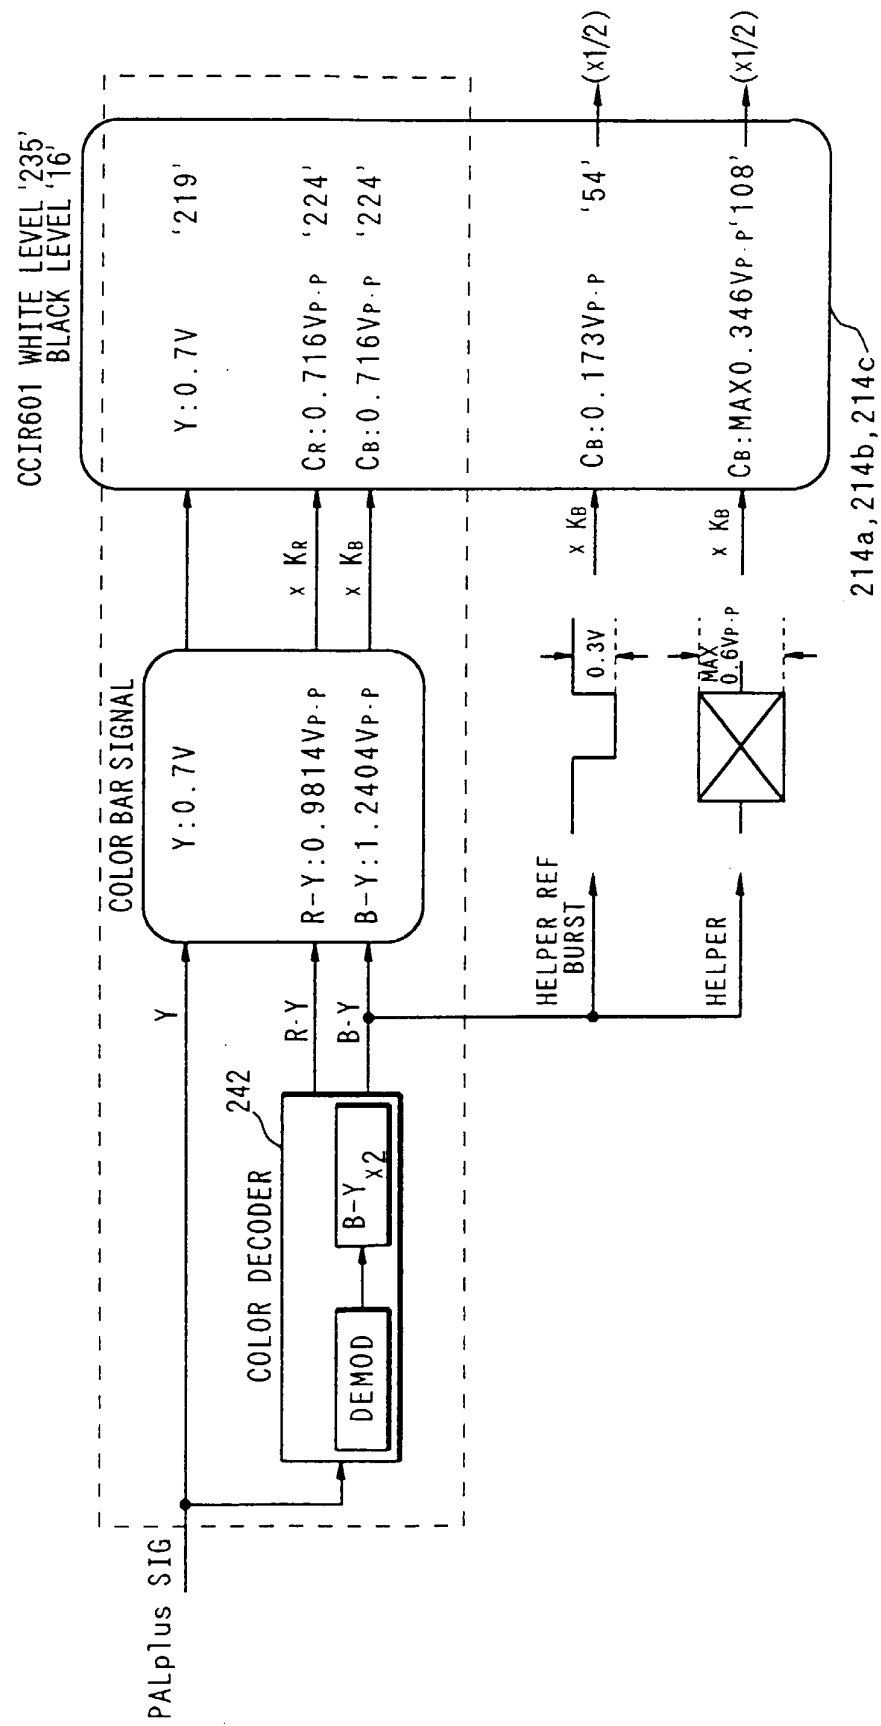 PALplus SIG
Y
COLOR DECODER
242
DEMOD
B-Y x2
R-Y
B-Y
COLOR BAR SIGNAL
Y:0.7V
R-Y:0.9814VP-P
B-Y:1.2404VP-P
x KR
x KB
CCIR601 WHITE LEVEL '235'
BLACK LEVEL '16'
Y:0.7V '219'
CR:0.716VP-P '224'
CB:0.716VP-P '224'
HELPER REF
BURST
0.3V
x KB
CB:0.173VP-P '54'
(x1/2)
HELPER
MAX
0.6VP-P
x KB
CB:MAX0.346VP-P'108'
(x1/2)
214a, 214b, 214c